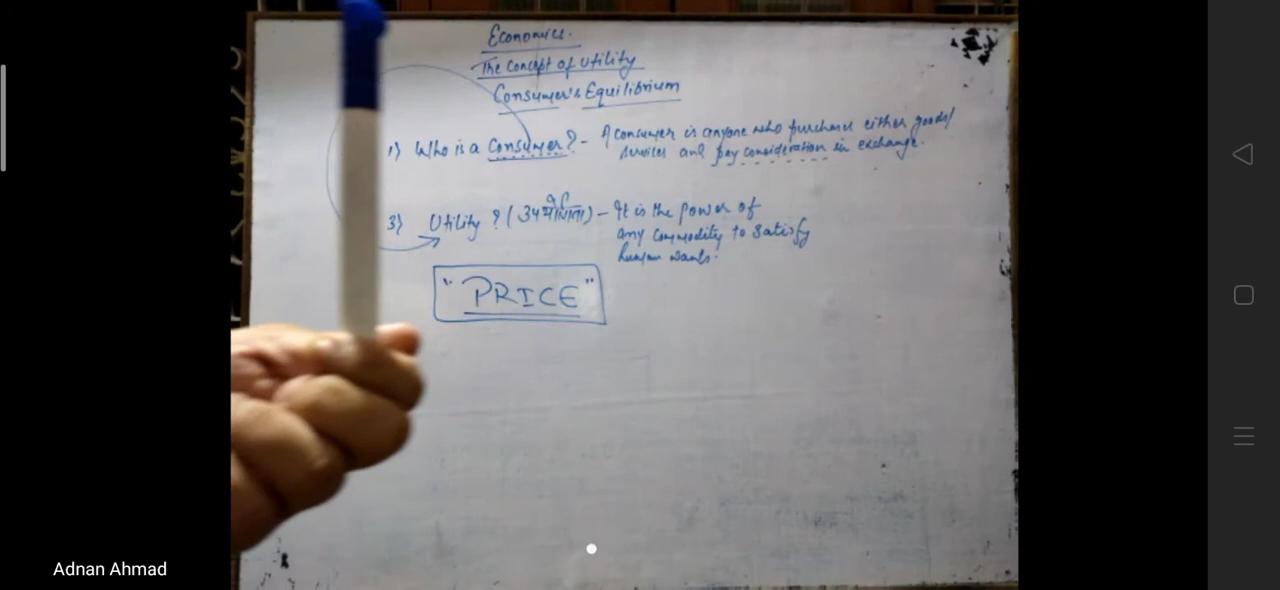 Economics.
The Concept of Utility
Consumer's Equilibrium
1) Who is a Consumer? - A consumer is anyone who purchases either goods/
services and pay consideration in exchange.
3) Utility ? ( ) - It is the power of
any commodity to satisfy
human wants.
"PRICE"
Adnan Ahmad